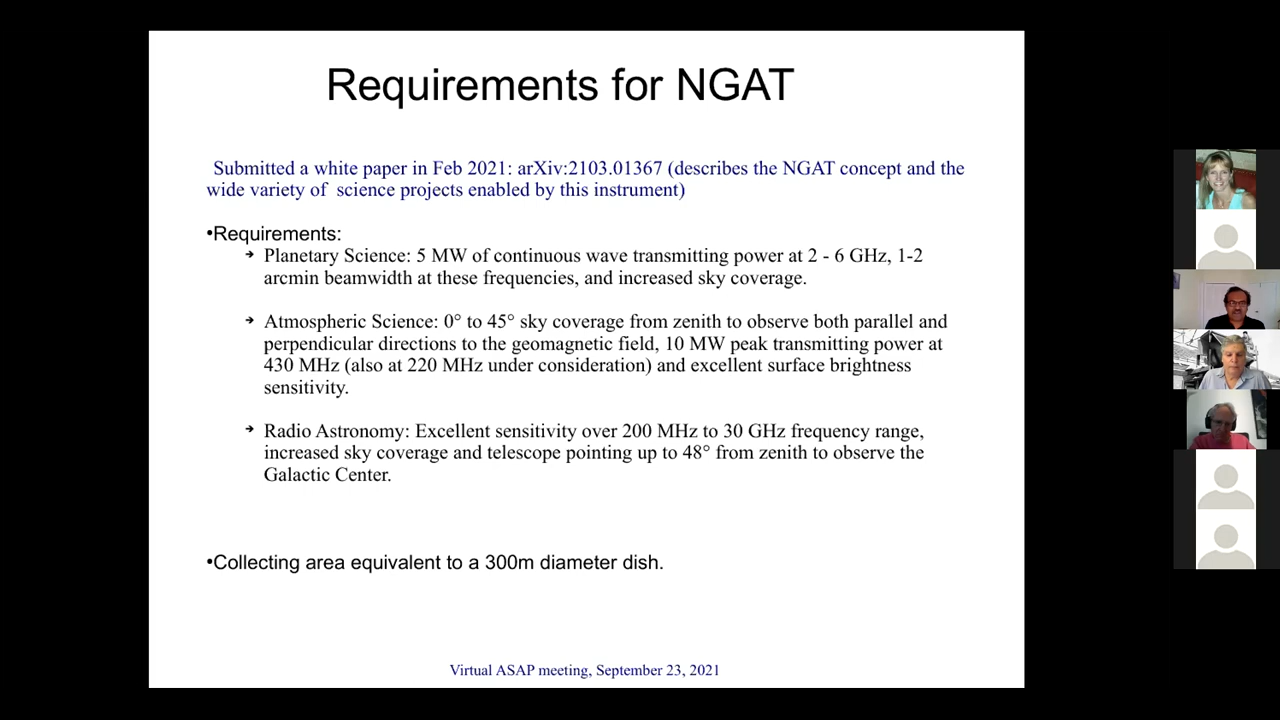 Requirements for NGAT
Submitted a white paper in Feb 2021: arXiv:2103.01367 (describes the NGAT concept and the
wide variety of science projects enabled by this instrument)
•Requirements:
➔ Planetary Science: 5 MW of continuous wave transmitting power at 2 - 6 GHz, 1-2
arcmin beamwidth at these frequencies, and increased sky coverage.
➔ Atmospheric Science: 0° to 45° sky coverage from zenith to observe both parallel and
perpendicular directions to the geomagnetic field, 10 MW peak transmitting power at
430 MHz (also at 220 MHz under consideration) and excellent surface brightness
sensitivity.
➔ Radio Astronomy: Excellent sensitivity over 200 MHz to 30 GHz frequency range,
increased sky coverage and telescope pointing up to 48° from zenith to observe the
Galactic Center.
•Collecting area equivalent to a 300m diameter dish.
Virtual ASAP meeting, September 23, 2021